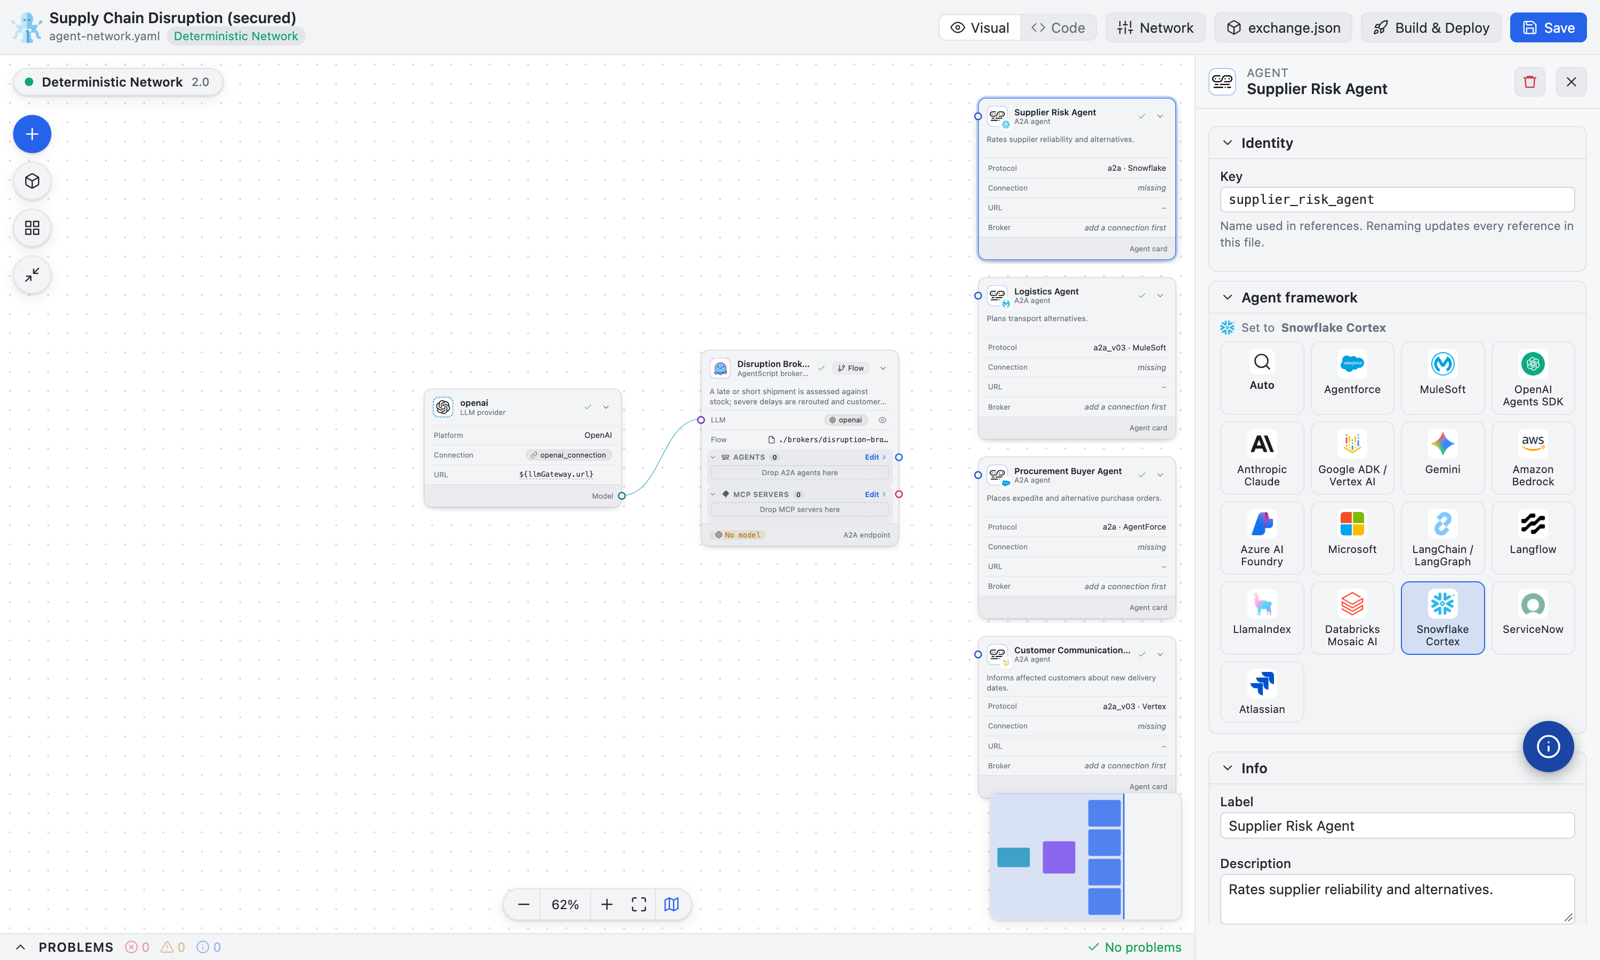 Supply Chain Disruption (secured)
agent-network.yaml
Deterministic Network
Visual
Code
Network
exchange.json
Build & Deploy
Save
Deterministic Network 2.0
openai
LLM provider
Platform
OpenAI
Connection
openai_connection
URL
${llmGateway.url}
Model
Disruption Brok...
AgentScript broker...
Flow
A late or short shipment is assessed against
stock; severe delays are rerouted and customer...
LLM
openai
Flow
./brokers/disruption-bro...
AGENTS 0
Edit
Drop A2A agents here
MCP SERVERS 0
Edit
Drop MCP servers here
No model
A2A endpoint
Supplier Risk Agent
A2A agent
Rates supplier reliability and alternatives.
Protocol
a2a · Snowflake
Connection
missing
URL
–
Broker
add a connection first
Agent card
Logistics Agent
A2A agent
Plans transport alternatives.
Protocol
a2a_v03 · MuleSoft
Connection
missing
URL
–
Broker
add a connection first
Agent card
Procurement Buyer Agent
A2A agent
Places expedite and alternative purchase orders.
Protocol
a2a · AgentForce
Connection
missing
URL
–
Broker
add a connection first
Agent card
Customer Communication...
A2A agent
Informs affected customers about new delivery
dates.
Protocol
a2a_v03 · Vertex
Connection
missing
URL
–
Broker
add a connection first
Agent card
62%
PROBLEMS 0 0 0
No problems
AGENT
Supplier Risk Agent
Identity
Key
supplier_risk_agent
Name used in references. Renaming updates every reference in
this file.
Agent framework
Set to Snowflake Cortex
Auto
Agentforce
MuleSoft
OpenAI
Agents SDK
Anthropic
Claude
Google ADK /
Vertex AI
Gemini
aws
Amazon
Bedrock
Azure AI
Foundry
Microsoft
LangChain /
LangGraph
Langflow
LlamaIndex
Databricks
Mosaic AI
Snowflake
Cortex
ServiceNow
Atlassian
Info
Label
Supplier Risk Agent
Description
Rates supplier reliability and alternatives.